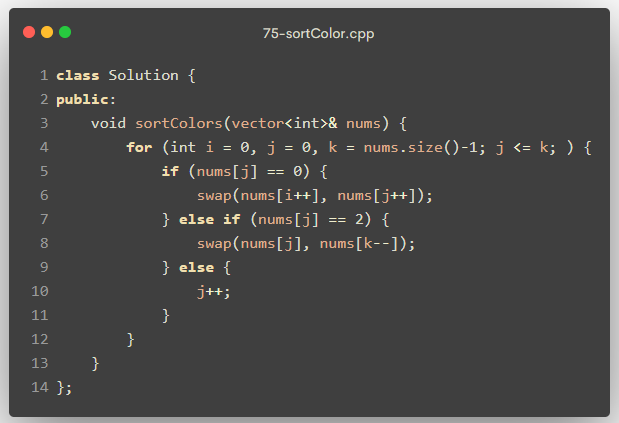 75-sortColor.cpp
1 class Solution {
2 public:
3     void sortColors(vector<int>& nums) {
4         for (int i = 0, j = 0, k = nums.size()-1; j <= k; ) {
5             if (nums[j] == 0) {
6                 swap(nums[i++], nums[j++]);
7             } else if (nums[j] == 2) {
8                 swap(nums[j], nums[k--]);
9             } else {
10                 j++;
11             }
12         }
13     }
14 };